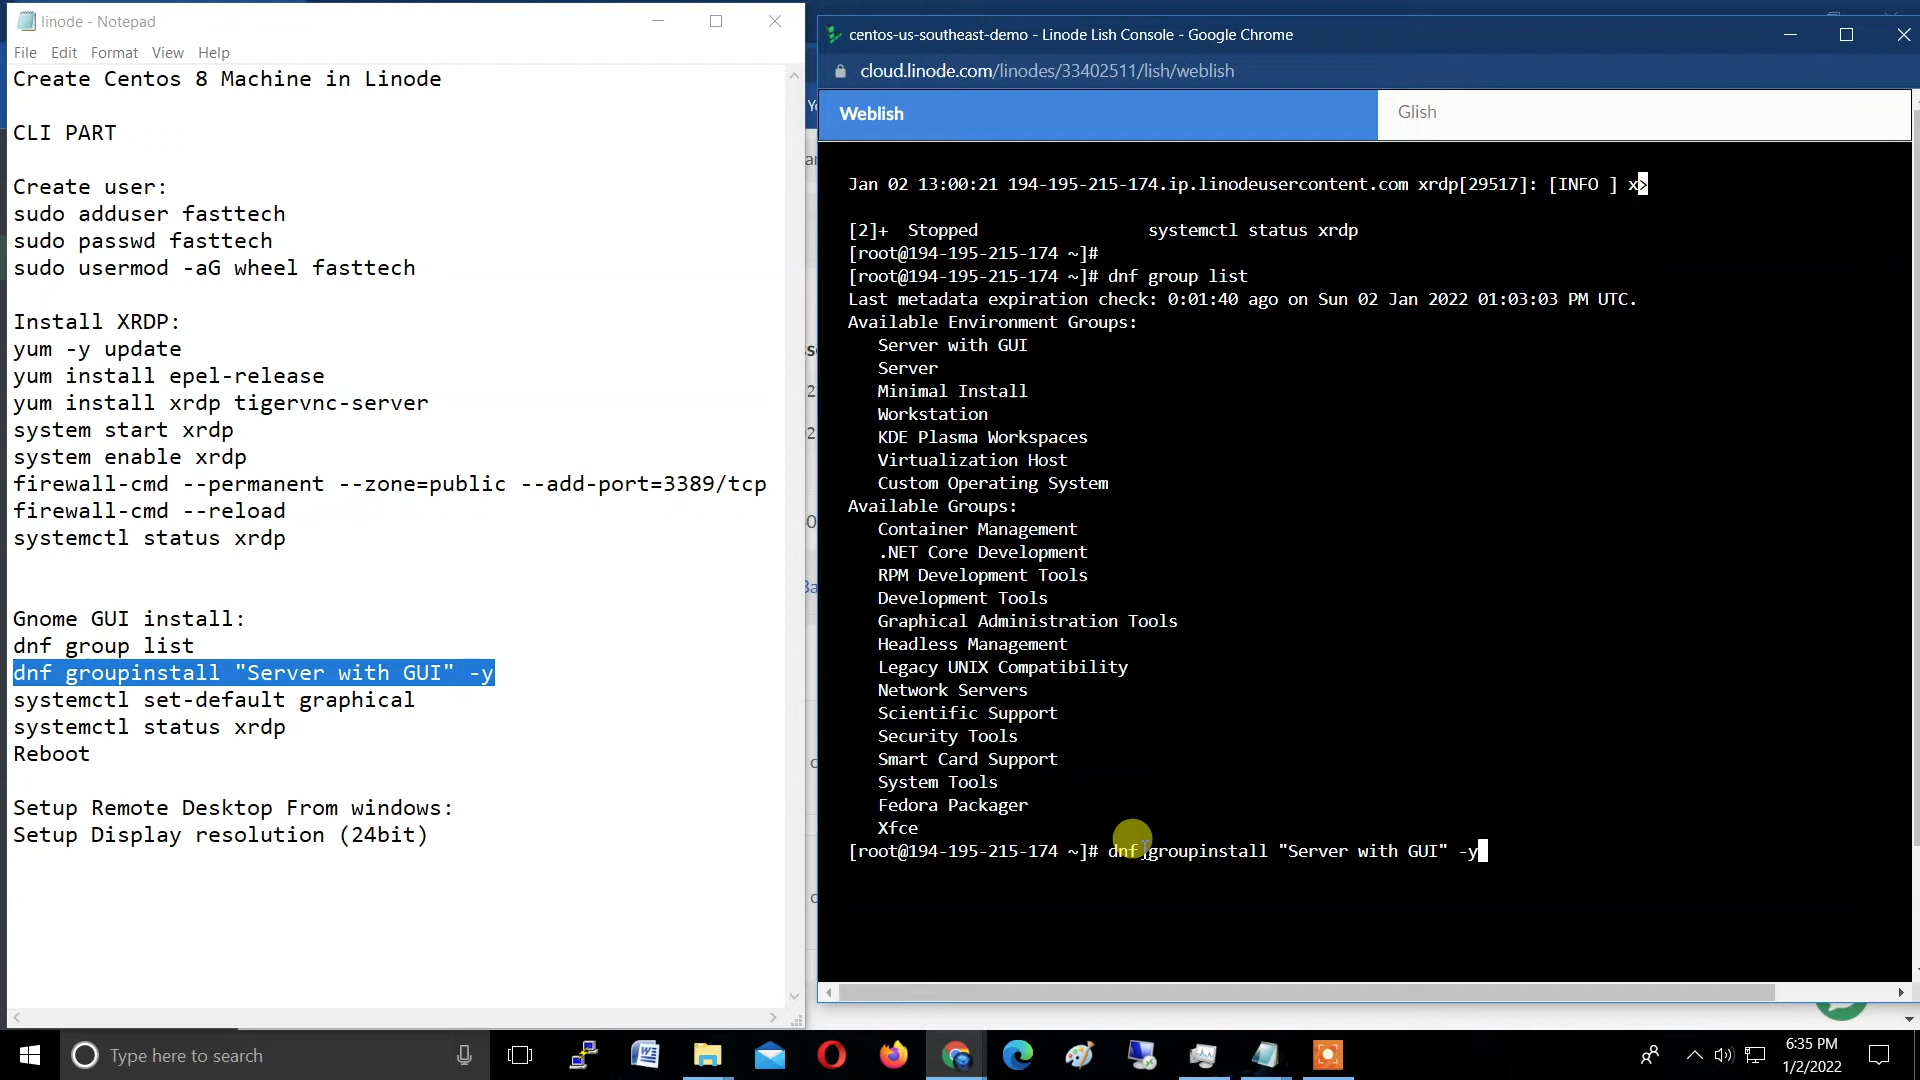 linode - Notepad
File Edit Format View Help
Create Centos 8 Machine in Linode
CLI PART
Create user:
sudo adduser fasttech
sudo passwd fasttech
sudo usermod -aG wheel fasttech
Install XRDP:
yum -y update
yum install epel-release
yum install xrdp tigervnc-server
system start xrdp
system enable xrdp
firewall-cmd --permanent --zone=public --add-port=3389/tcp
firewall-cmd --reload
systemctl status xrdp
Gnome GUI install:
dnf group list
dnf groupinstall "Server with GUI" -y
systemctl set-default graphical
systemctl status xrdp
Reboot
Setup Remote Desktop From windows:
Setup Display resolution (24bit)
centos-us-southeast-demo - Linode Lish Console - Google Chrome
cloud.linode.com/linodes/33402511/lish/weblish
Weblish Glish
Jan 02 13:00:21 194-195-215-174.ip.linodeusercontent.com xrdp[29517]: [INFO ] x>
[2]+ Stopped systemctl status xrdp
[root@194-195-215-174 ~]#
[root@194-195-215-174 ~]# dnf group list
Last metadata expiration check: 0:01:40 ago on Sun 02 Jan 2022 01:03:03 PM UTC.
Available Environment Groups:
Server with GUI
Server
Minimal Install
Workstation
KDE Plasma Workspaces
Virtualization Host
Custom Operating System
Available Groups:
Container Management
.NET Core Development
RPM Development Tools
Development Tools
Graphical Administration Tools
Headless Management
Legacy UNIX Compatibility
Network Servers
Scientific Support
Security Tools
Smart Card Support
System Tools
Fedora Packager
Xfce
[root@194-195-215-174 ~]# dnf groupinstall "Server with GUI" -y
Type here to search
6:35 PM
1/2/2022